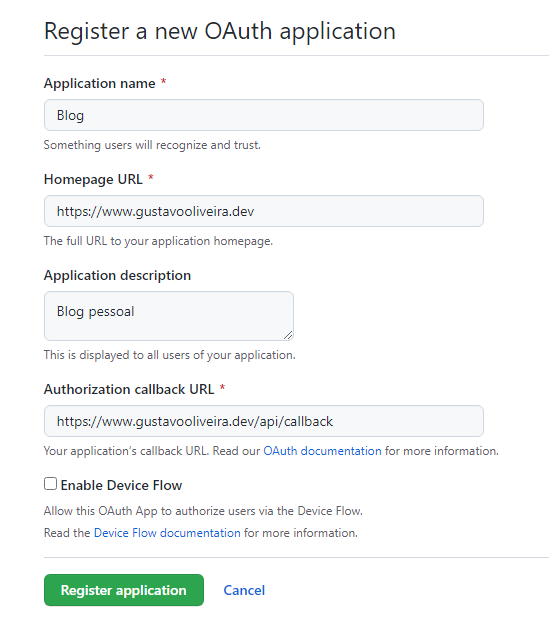 Register a new OAuth application
Application name *
Blog
Something users will recognize and trust.
Homepage URL *
https://www.gustavooliveira.dev
The full URL to your application homepage.
Application description
Blog pessoal
This is displayed to all users of your application.
Authorization callback URL *
https://www.gustavooliveira.dev/api/callback
Your application's callback URL. Read our OAuth documentation for more information.
Enable Device Flow
Allow this OAuth App to authorize users via the Device Flow.
Read the Device Flow documentation for more information.
Register application Cancel